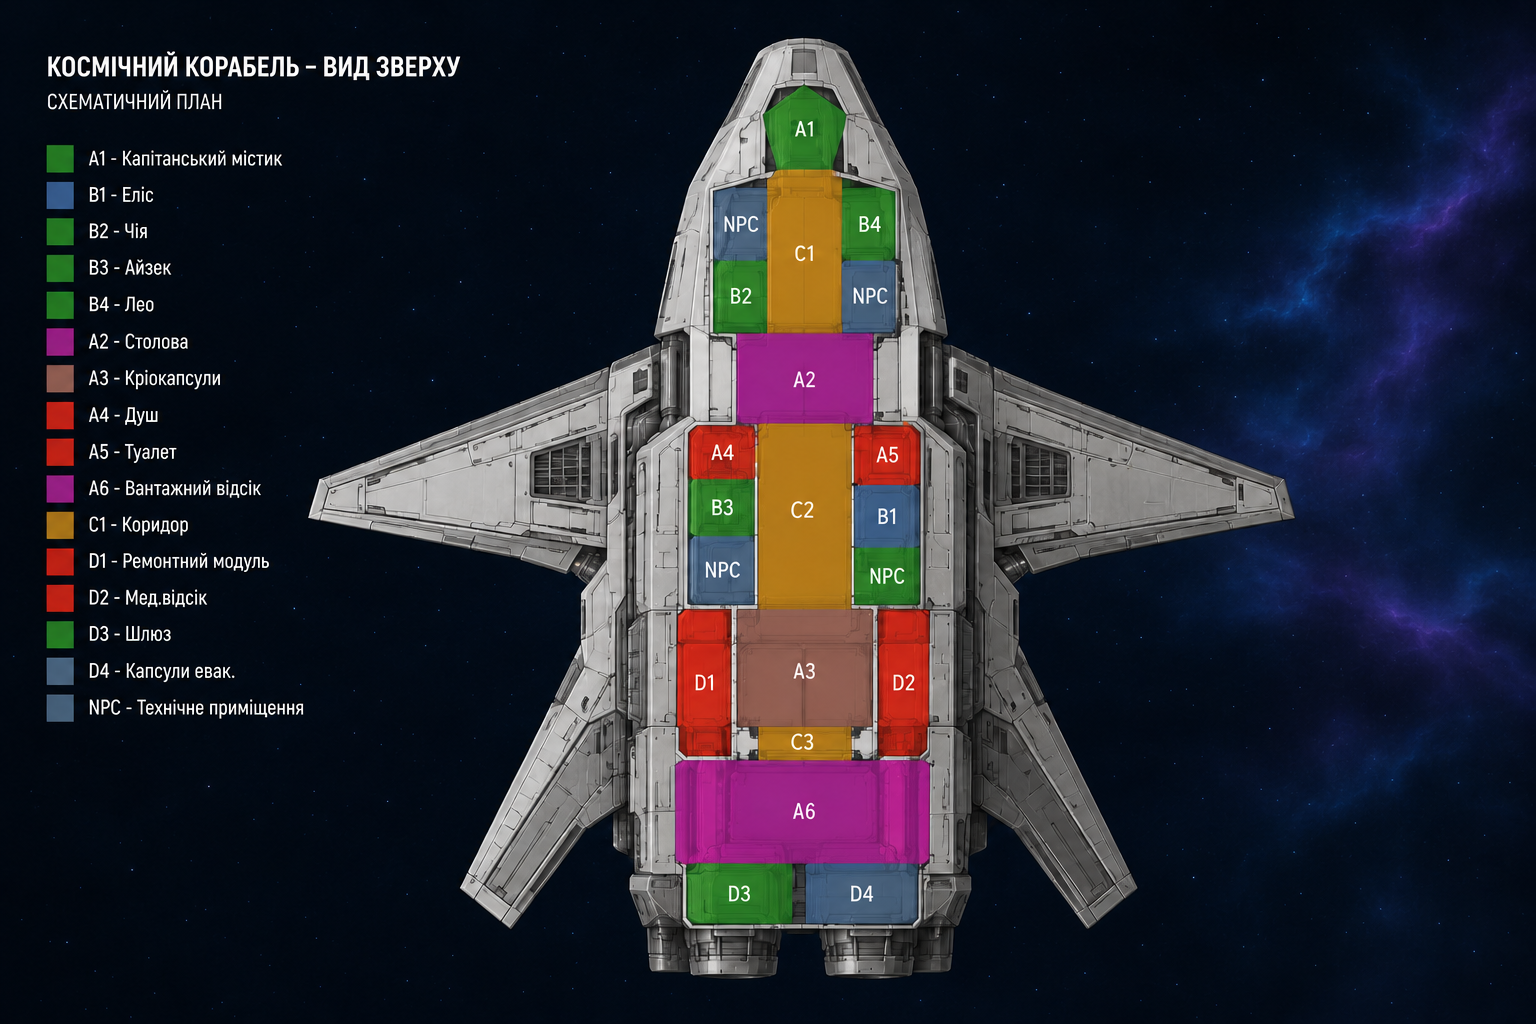 КОСМІЧНИЙ КОРАБЕЛЬ – ВИД ЗВЕРХУ
СХЕМАТИЧНИЙ ПЛАН
A1 - Капітанський містик
B1 - Еліс
B2 - Чія
B3 - Айзек
B4 - Лео
A2 - Столова
A3 - Кріокапсули
A4 - Душ
A5 - Туалет
A6 - Вантажний відсік
C1 - Коридор
D1 - Ремонтний модуль
D2 - Мед.відсік
D3 - Шлюз
D4 - Капсули евак.
NPC - Технічне приміщення
A1
NPC
B4
C1
B2
NPC
A2
A4
A5
B3
C2
B1
NPC
NPC
D1
A3
D2
C3
A6
D3
D4